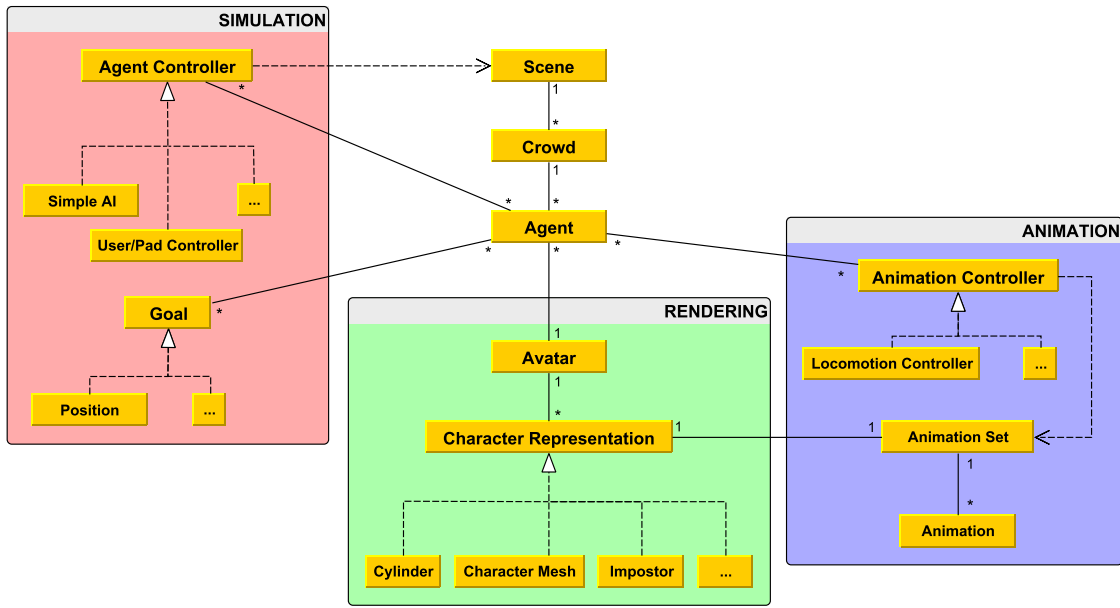 SIMULATION
Agent Controller
*
Simple AI
...
User/Pad Controller
Goal
*
Position
...
Scene
1
*
Crowd
1
*
*
Agent
*
*
*
RENDERING
1
Avatar
1
*
Character Representation
1
Cylinder
Character Mesh
Impostor
...
ANIMATION
*
Animation Controller
Locomotion Controller
...
1
Animation Set
1
*
Animation